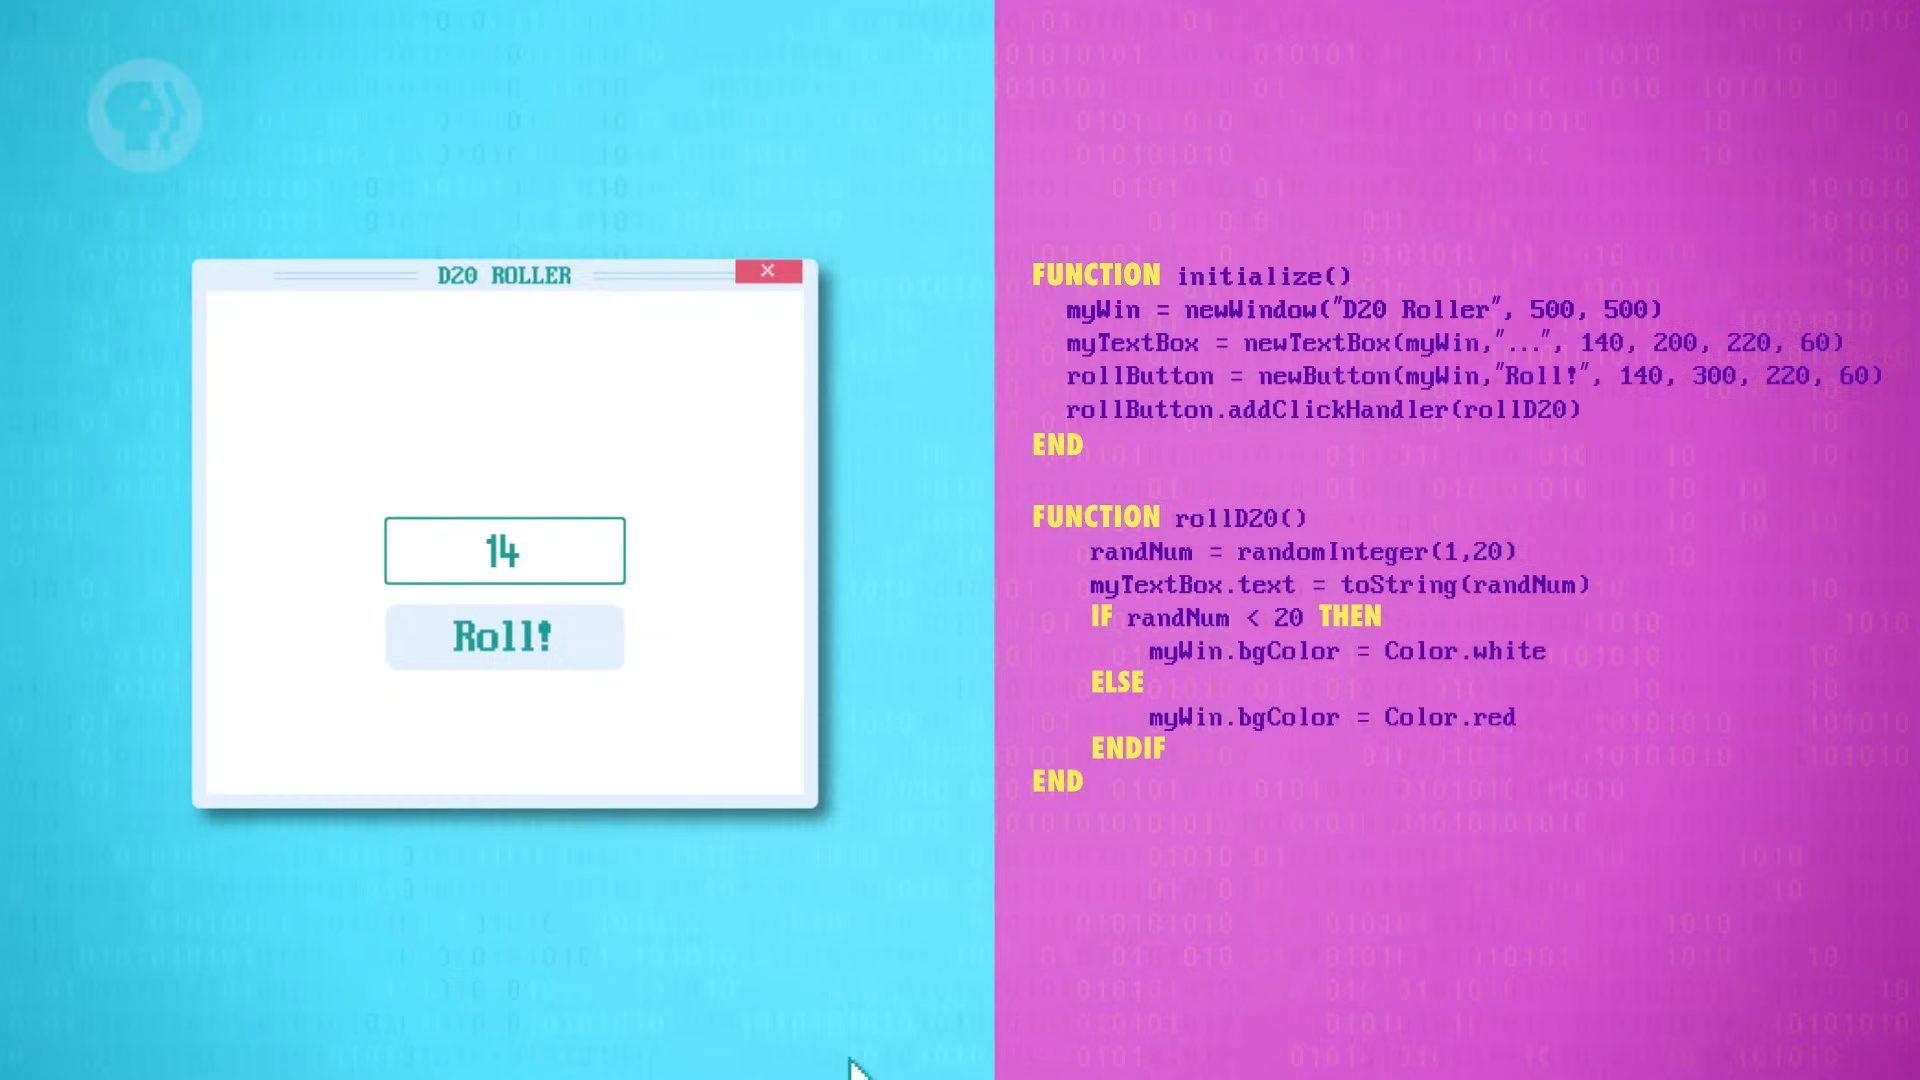 D20 ROLLER
×
14
Roll!
FUNCTION initialize()
myWin = newWindow("D20 Roller", 500, 500)
myTextBox = newTextBox(myWin,"...", 140, 200, 220, 60)
rollButton = newButton(myWin,"Roll!", 140, 300, 220, 60)
rollButton.addClickHandler(rollD20)
END
FUNCTION rollD20()
randNum = randomInteger(1,20)
myTextBox.text = toString(randNum)
IF randNum < 20 THEN
myWin.bgColor = Color.white
ELSE
myWin.bgColor = Color.red
ENDIF
END